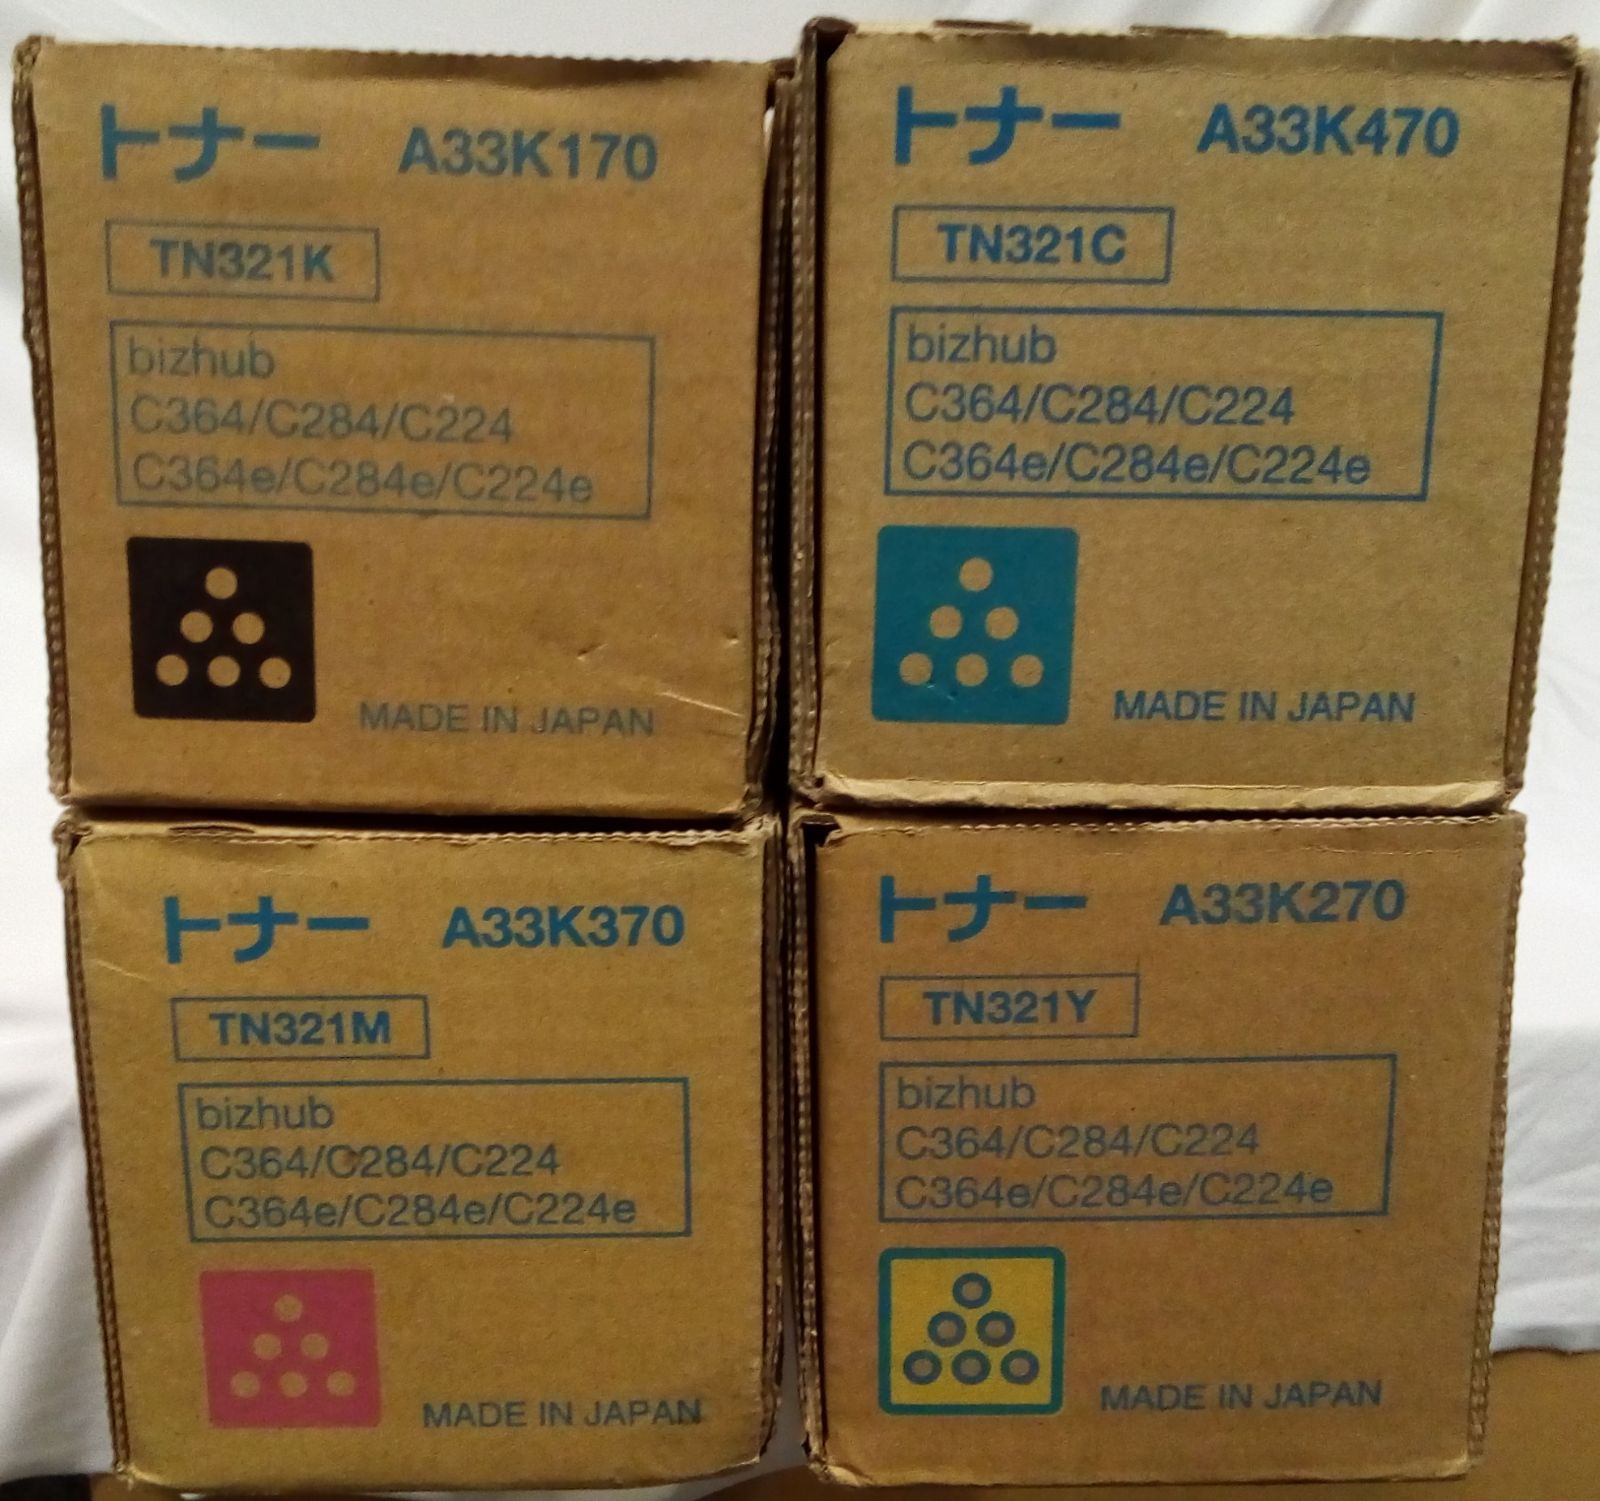 トナー A33K170
TN321K
bizhub
C364/C284/C224
C364e/C284e/C224e
MADE IN JAPAN
トナー A33K470
TN321C
bizhub
C364/C284/C224
C364e/C284e/C224e
MADE IN JAPAN
トナー A33K370
TN321M
bizhub
C364/C284/C224
C364e/C284e/C224e
MADE IN JAPAN
トナー A33K270
TN321Y
bizhub
C364/C284/C224
C364e/C284e/C224e
MADE IN JAPAN